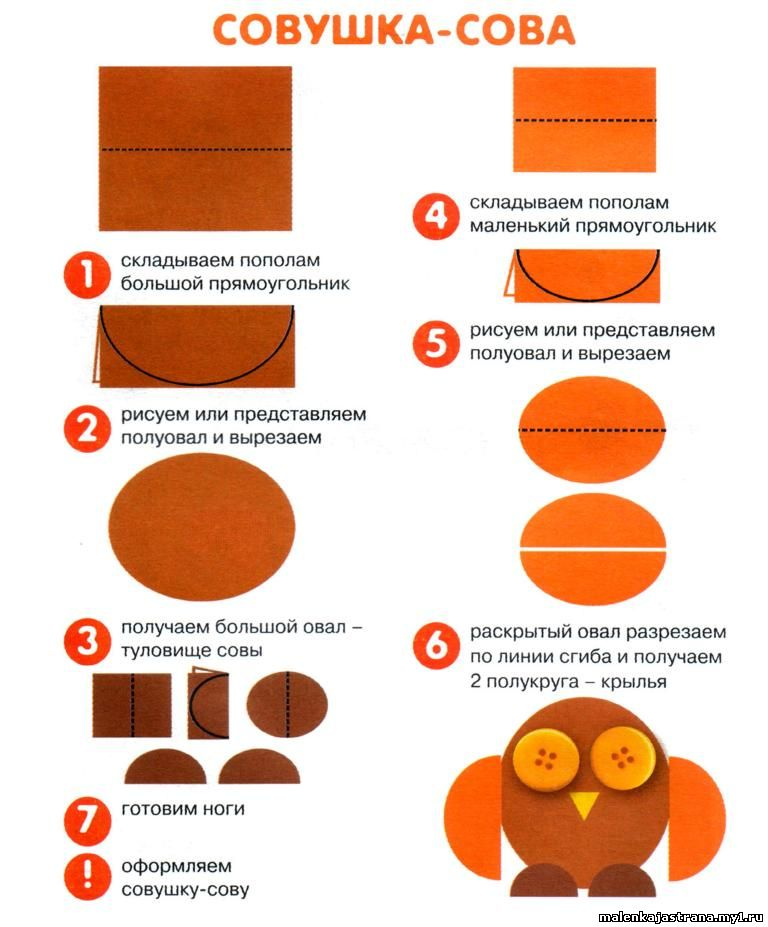 СОВУШКА-СОВА
1
складываем пополам
большой прямоугольник
2
рисуем или представляем
полуовал и вырезаем
3
получаем большой овал –
туловище совы
4
складываем пополам
маленький прямоугольник
5
рисуем или представляем
полуовал и вырезаем
6
раскрытый овал разрезаем
по линии сгиба и получаем
2 полукруга – крылья
7
готовим ноги
!
оформляем
совушку-сову
malenkajastrana.my1.ru